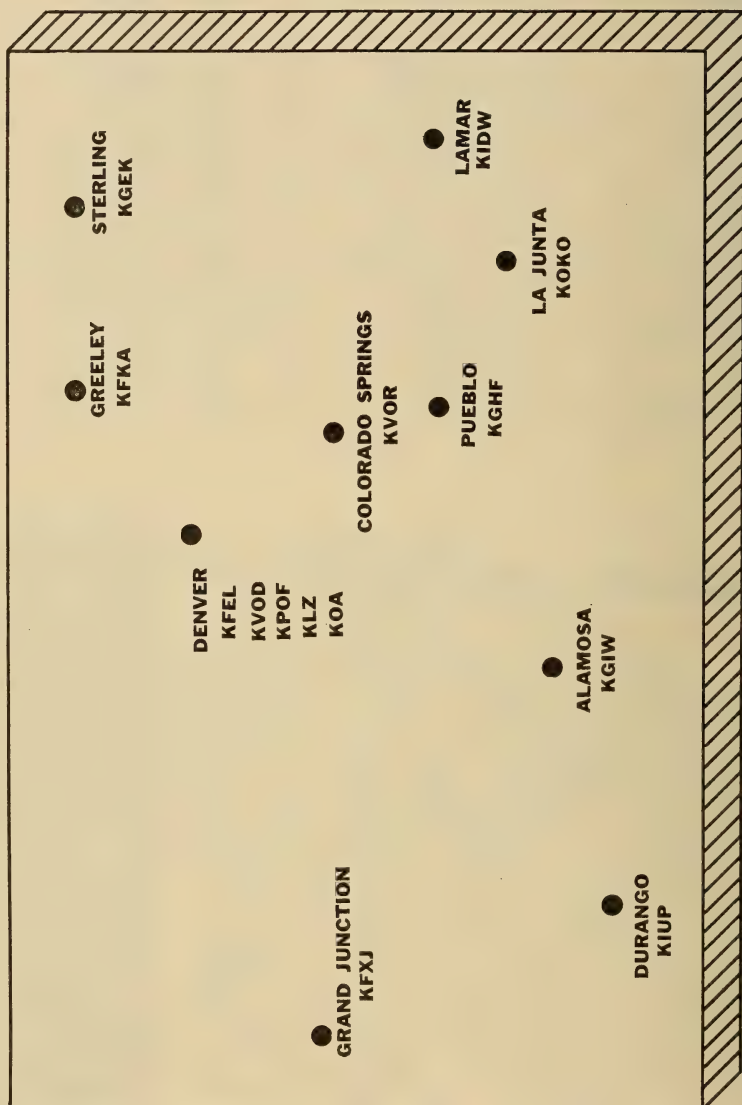 STERLING
KGEK
GREELEY
KFKA
DENVER
KFEL
KVOD
KPOF
KLZ
KOA
GRAND JUNCTION
KFXJ
COLORADO SPRINGS
KVOR
LAMAR
KIDW
PUEBLO
KGHF
LA JUNTA
KOKO
ALAMOSA
KGIW
DURANGO
KIUP